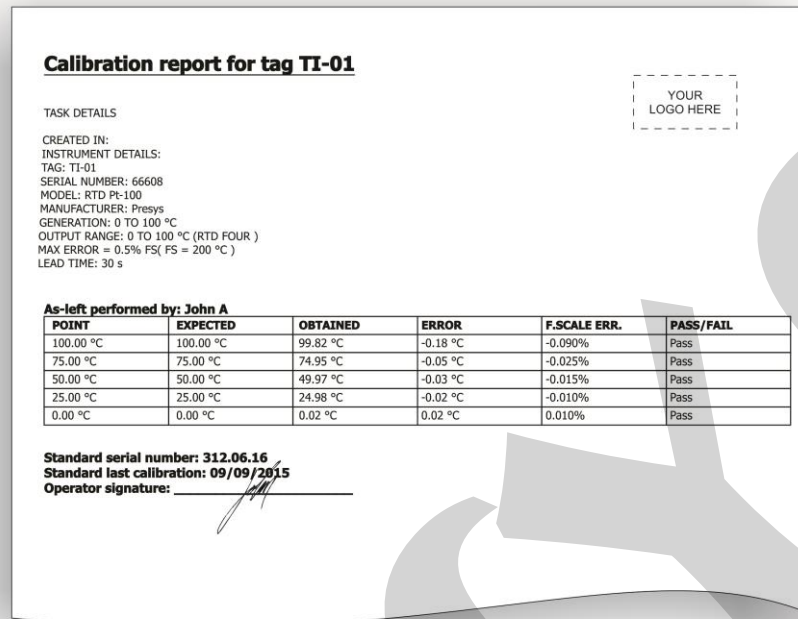 Calibration report for tag TI-01
YOUR
LOGO HERE
TASK DETAILS
CREATED IN:
INSTRUMENT DETAILS:
TAG: TI-01
SERIAL NUMBER: 66608
MODEL: RTD Pt-100
MANUFACTURER: Presys
GENERATION: 0 TO 100 °C
OUTPUT RANGE: 0 TO 100 °C (RTD FOUR )
MAX ERROR = 0.5% FS( FS = 200 °C )
LEAD TIME: 30 s
As-left performed by: John A
POINT EXPECTED OBTAINED ERROR F.SCALE ERR. PASS/FAIL
100.00 °C 100.00 °C 99.82 °C -0.18 °C -0.090% Pass
75.00 °C 75.00 °C 74.95 °C -0.05 °C -0.025% Pass
50.00 °C 50.00 °C 49.97 °C -0.03 °C -0.015% Pass
25.00 °C 25.00 °C 24.98 °C -0.02 °C -0.010% Pass
0.00 °C 0.00 °C 0.02 °C 0.02 °C 0.010% Pass
Standard serial number: 312.06.16
Standard last calibration: 09/09/2015
Operator signature: